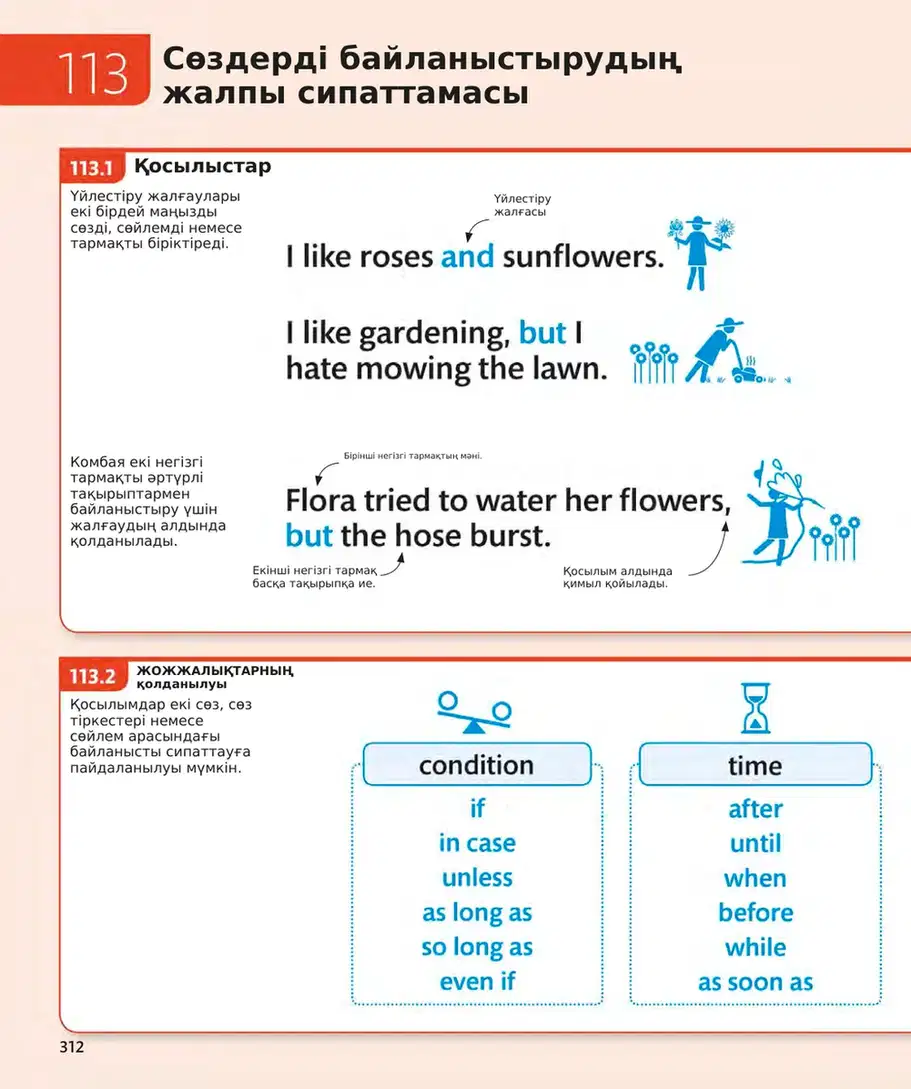 113
Сөздерді байланыстырудың
жалпы сипаттамасы
113.1 Қосылыстар
Үйлестіру жалғаулары
екі бірдей маңызды
сөзді, сөйлемді немесе
тармақты біріктіреді.
Үйлестіру
жалғасы
I like roses and sunflowers.
I like gardening, but I
hate mowing the lawn.
Комбая екі негізгі
тармақты әртүрлі
тақырыптармен
байланыстыру үшін
жалғаудың алдында
қолданылады.
Бірінші негізгі тармақтың мәні.
Flora tried to water her flowers,
but the hose burst.
Екінші негізгі тармақ
басқа тақырыпқа ие.
Қосылым алдында
қимыл қойылады.
113.2 ЖОЖЖАЛЫҚТАРНЫҢ
қолданылуы
Қосылымдар екі сөз, сөз
тіркестері немесе
сөйлем арасындағы
байланысты сипаттауға
пайдаланылуы мүмкін.
condition
if
in case
unless
as long as
so long as
even if
time
after
until
when
before
while
as soon as
312